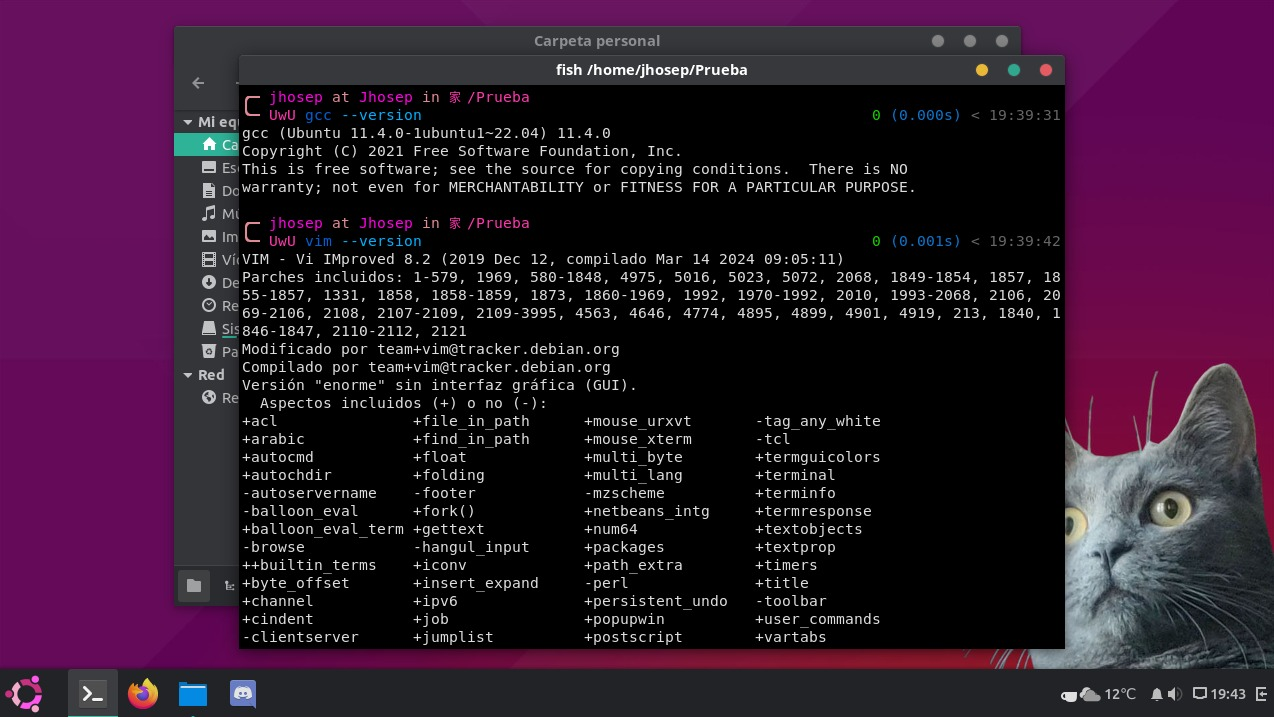 Carpeta personal
fish /home/jhosep/Prueba
Mi eq
Ca
Es
Do
Mú
Im
Ví
De
Re
Sis
Pa
Red
Re
jhosep at Jhosep in 家 /Prueba
UwU gcc --version 0 (0.000s) < 19:39:31
gcc (Ubuntu 11.4.0-1ubuntu1~22.04) 11.4.0
Copyright (C) 2021 Free Software Foundation, Inc.
This is free software; see the source for copying conditions.  There is NO
warranty; not even for MERCHANTABILITY or FITNESS FOR A PARTICULAR PURPOSE.
jhosep at Jhosep in 家 /Prueba
UwU vim --version 0 (0.001s) < 19:39:42
VIM - Vi IMproved 8.2 (2019 Dec 12, compilado Mar 14 2024 09:05:11)
Parches incluidos: 1-579, 1969, 580-1848, 4975, 5016, 5023, 5072, 2068, 1849-1854, 1857, 18
55-1857, 1331, 1858, 1858-1859, 1873, 1860-1969, 1992, 1970-1992, 2010, 1993-2068, 2106, 20
69-2106, 2108, 2107-2109, 2109-3995, 4563, 4646, 4774, 4895, 4899, 4901, 4919, 213, 1840, 1
846-1847, 2110-2112, 2121
Modificado por team+vim@tracker.debian.org
Compilado por team+vim@tracker.debian.org
Versión "enorme" sin interfaz gráfica (GUI).
Aspectos incluidos (+) o no (-):
+acl +file_in_path +mouse_urxvt -tag_any_white
+arabic +find_in_path +mouse_xterm -tcl
+autocmd +float +multi_byte +termguicolors
+autochdir +folding +multi_lang +terminal
-autoservername -footer -mzscheme +terminfo
-balloon_eval +fork() +netbeans_intg +termresponse
+balloon_eval_term +gettext +num64 +textobjects
-browse -hangul_input +packages +textprop
++builtin_terms +iconv +path_extra +timers
+byte_offset +insert_expand -perl +title
+channel +ipv6 +persistent_undo -toolbar
+cindent +job +popupwin +user_commands
-clientserver +jumplist +postscript +vartabs
12°C 19:43